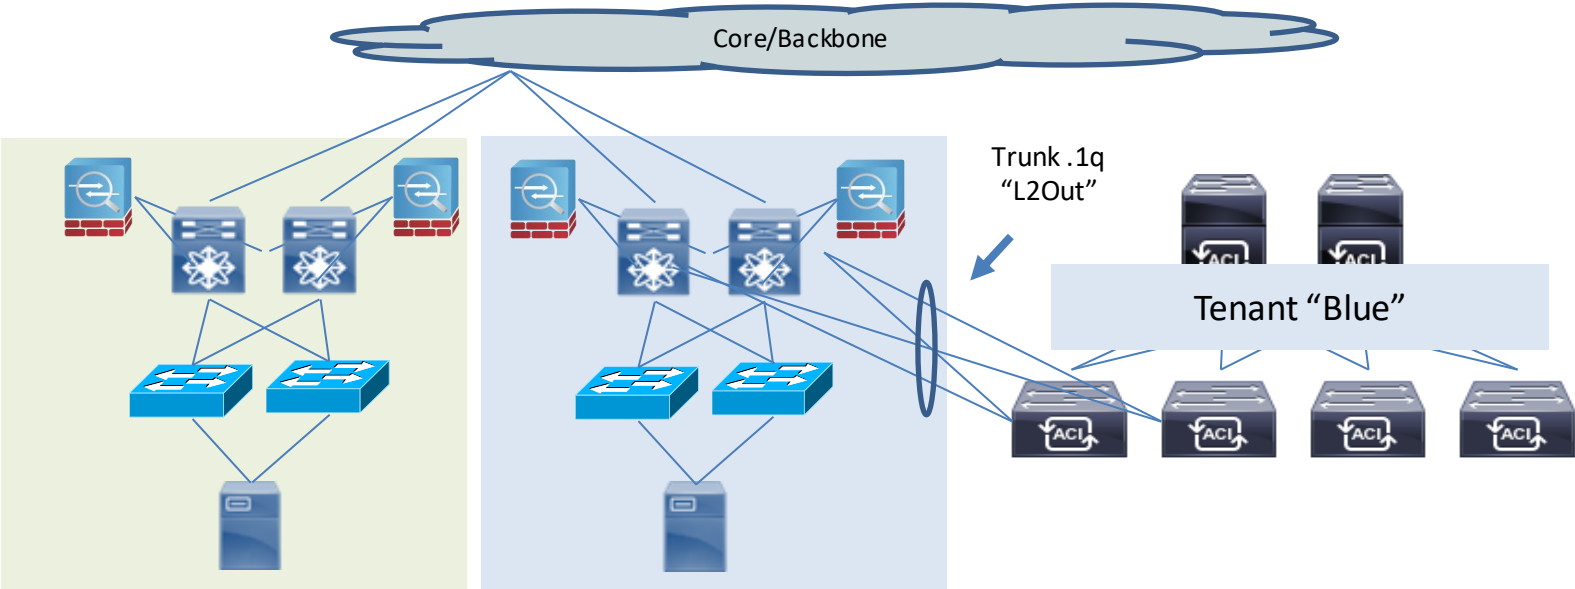 Core/Backbone
Trunk .1q
“L2Out”
ACI
ACI
Tenant “Blue”
ACI
ACI
ACI
ACI